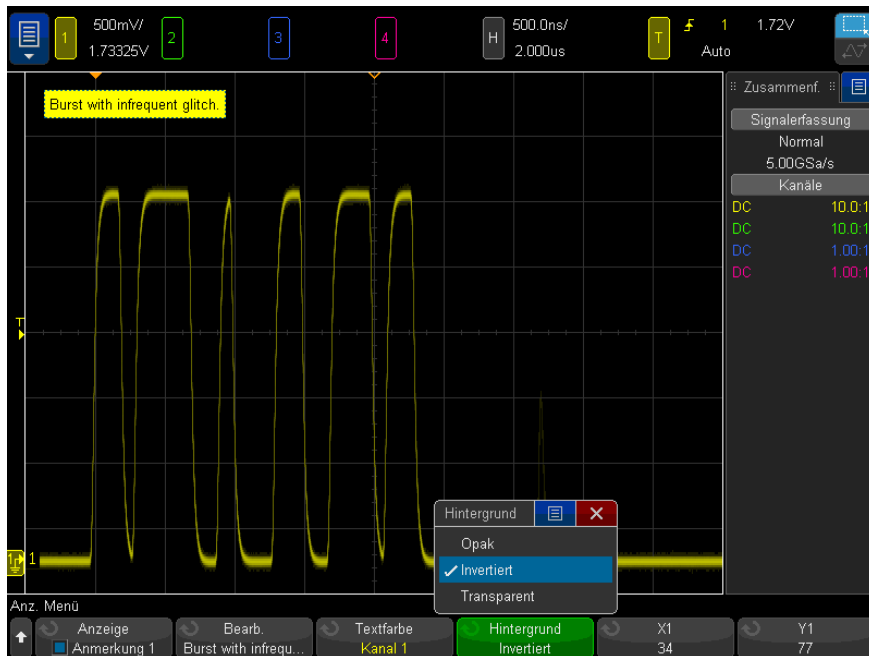 1 500mV/ 2 3 4 H 500.0ns/ T 1 1.72V
1.73325V 2.000us Auto
Burst with infrequent glitch.
Zusammenf.
Signalerfassung
Normal
5.00GSa/s
Kanäle
DC 10.0:1
DC 10.0:1
DC 1.00:1
DC 1.00:1
T
1 1
Hintergrund
Opak
Invertiert
Transparent
Anz. Menü
Anzeige Bearb. Textfarbe Hintergrund X1 Y1
Anmerkung 1 Burst with infrequ... Kanal 1 Invertiert 34 77